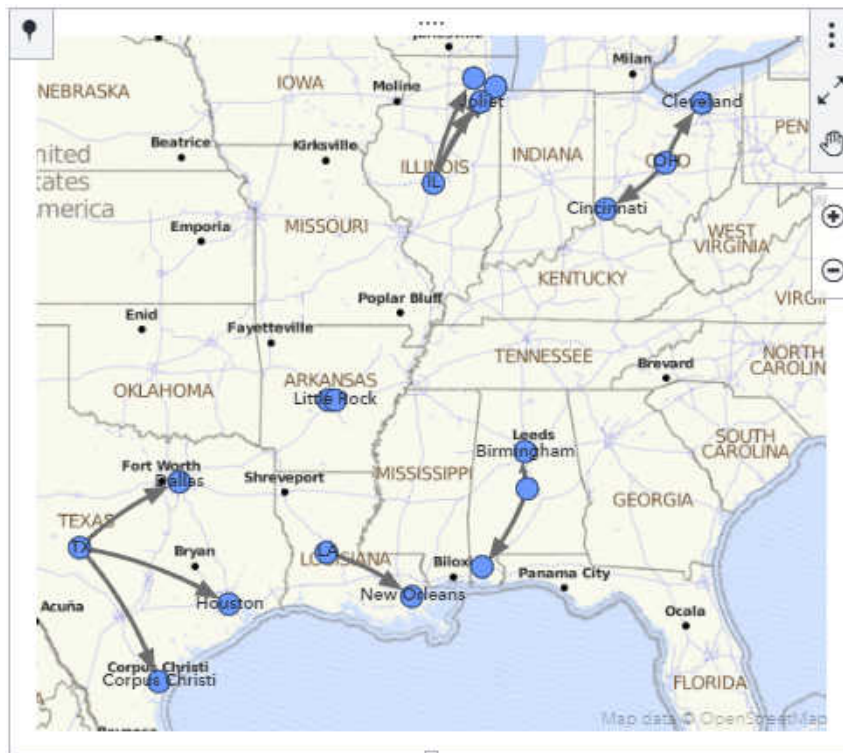 Janesville
Milan
NEBRASKA
IOWA
Moline
Joliet
Cleveland
PEN
Beatrice
Kirksville
nited
tates
merica
ILLINOIS
INDIANA
IL
Cincinnati
Emporia
MISSOURI
WEST
VIRGINIA
KENTUCKY
Enid
Poplar Bluff
VIRGI
Fayetteville
TENNESSEE
Brevard
NORTH
CAROLIN
OKLAHOMA
ARKANSAS
Little Rock
SOUTH
CAROLINA
Leeds
Birmingham
Fort Worth
Dallas
Shreveport
MISSISSIPPI
GEORGIA
TEXAS
TX
Bryan
LA
LOUISIANA
Biloxi
Panama City
Acuña
Houston
New Orleans
Ocala
Corpus Christi
Corpus Christi
FLORIDA
Map data © OpenStreetMap